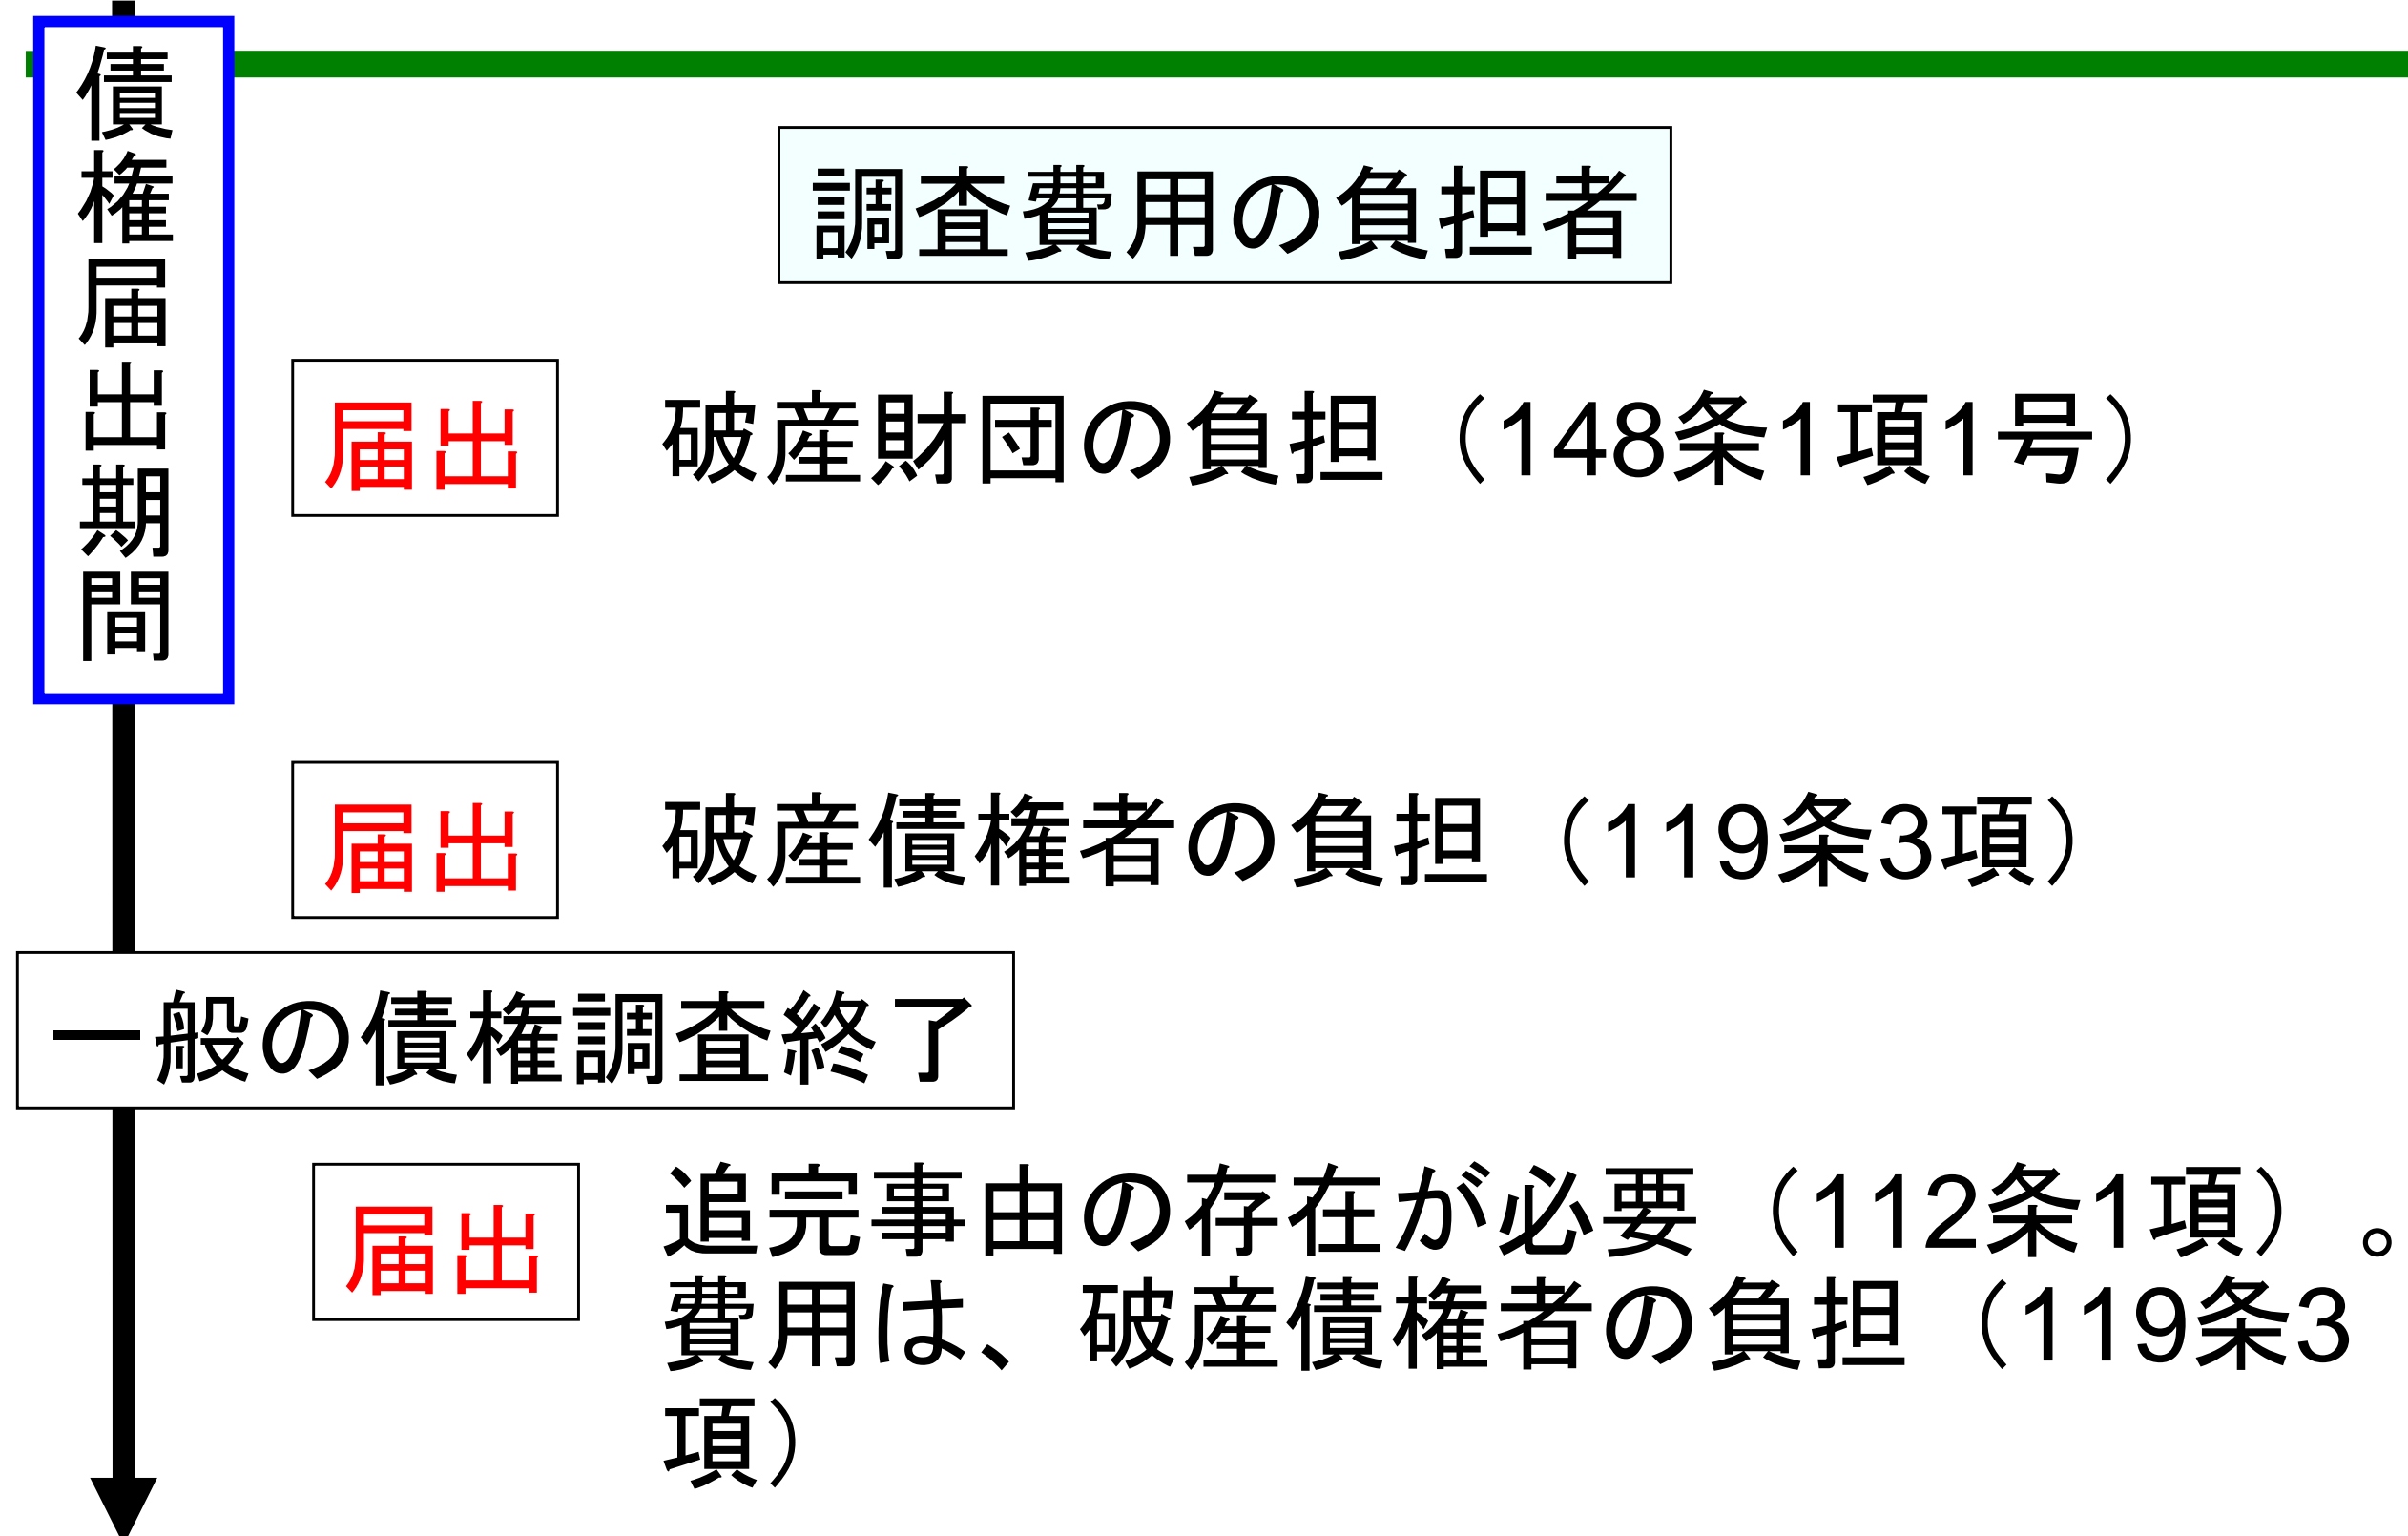 債権届出期間
調査費用の負担者
届出
破産財団の負担（148条1項1号）
届出
破産債権者の負担（119条3項）
一般の債権調査終了
届出
追完事由の存在が必要（112条1項）。
費用は、破産債権者の負担（119条3
項）